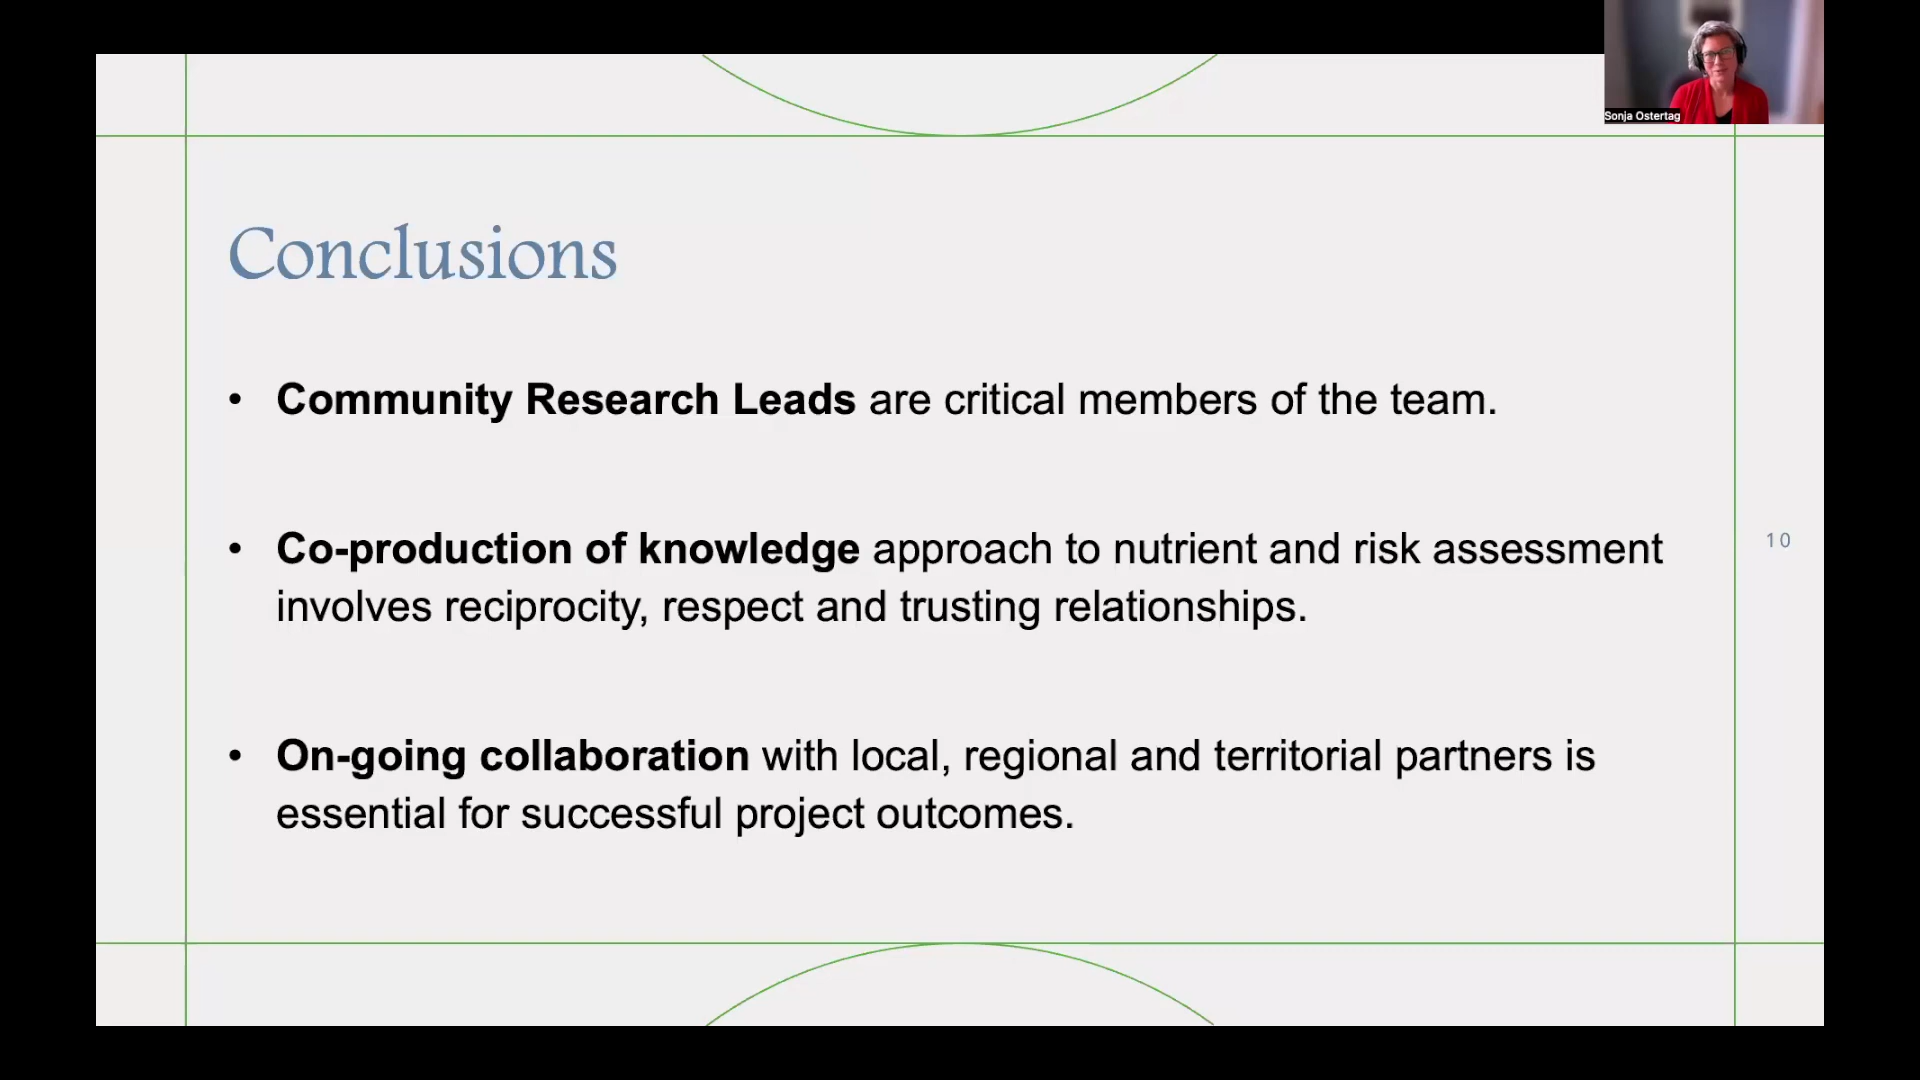 Sonja Ostertag
Conclusions
• Community Research Leads are critical members of the team.
• Co-production of knowledge approach to nutrient and risk assessment
involves reciprocity, respect and trusting relationships.
10
• On-going collaboration with local, regional and territorial partners is
essential for successful project outcomes.